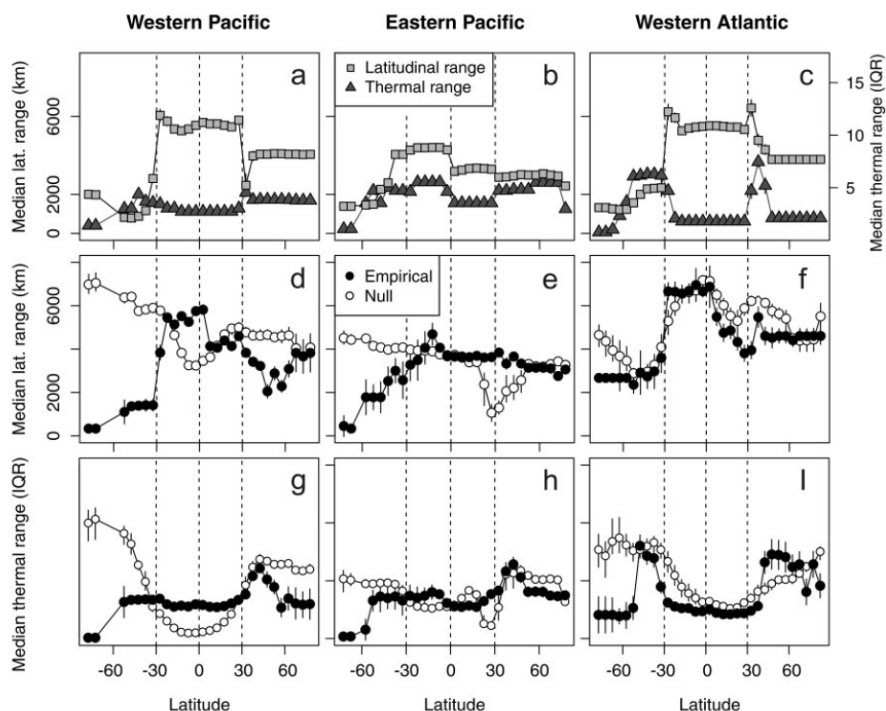 Western Pacific Eastern Pacific Western Atlantic
a b c
Latitudinal range
Thermal range
Median lat. range (km)
6000
2000
0
15
10
5
Median thermal range (IQR)
d e f
Empirical
Null
Median lat. range (km)
6000
2000
0
g h I
Median thermal range (IQR)
-60 -30 0 30 60 -60 -30 0 30 60 -60 -30 0 30 60
Latitude Latitude Latitude